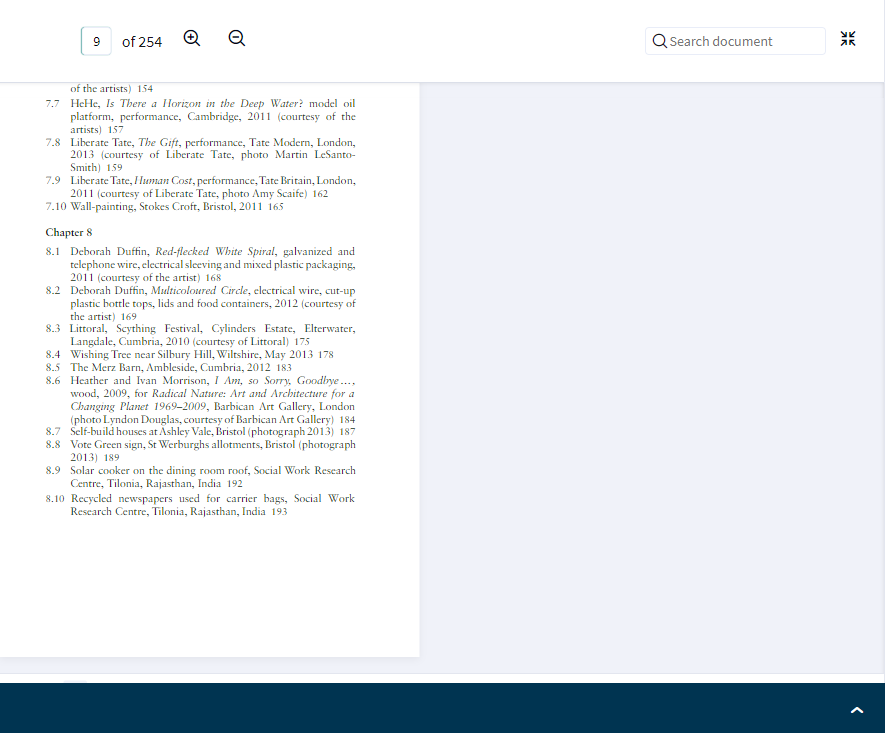 9 of 254
Search document
of the artists) 154
7.7 HeHe, Is There a Horizon in the Deep Water? model oil
platform, performance, Cambridge, 2011 (courtesy of the
artists) 157
7.8 Liberate Tate, The Gift, performance, Tate Modern, London,
2013 (courtesy of Liberate Tate, photo Martin LeSanto-
Smith) 159
7.9 Liberate Tate, Human Cost, performance, Tate Britain, London,
2011 (courtesy of Liberate Tate, photo Amy Scaife) 162
7.10 Wall-painting, Stokes Croft, Bristol, 2011 165
Chapter 8
8.1 Deborah Duffin, Red-flecked White Spiral, galvanized and
telephone wire, electrical sleeving and mixed plastic packaging,
2011 (courtesy of the artist) 168
8.2 Deborah Duffin, Multicoloured Circle, electrical wire, cut-up
plastic bottle tops, lids and food containers, 2012 (courtesy of
the artist) 169
8.3 Littoral, Scything Festival, Cylinders Estate, Elterwater,
Langdale, Cumbria, 2010 (courtesy of Littoral) 175
8.4 Wishing Tree near Silbury Hill, Wiltshire, May 2013 178
8.5 The Merz Barn, Ambleside, Cumbria, 2012 183
8.6 Heather and Ivan Morrison, I Am, so Sorry, Goodbye…,
wood, 2009, for Radical Nature: Art and Architecture for a
Changing Planet 1969–2009, Barbican Art Gallery, London
(photo Lyndon Douglas, courtesy of Barbican Art Gallery) 184
8.7 Self-build houses at Ashley Vale, Bristol (photograph 2013) 187
8.8 Vote Green sign, St Werburghs allotments, Bristol (photograph
2013) 189
8.9 Solar cooker on the dining room roof, Social Work Research
Centre, Tilonia, Rajasthan, India 192
8.10 Recycled newspapers used for carrier bags, Social Work
Research Centre, Tilonia, Rajasthan, India 193